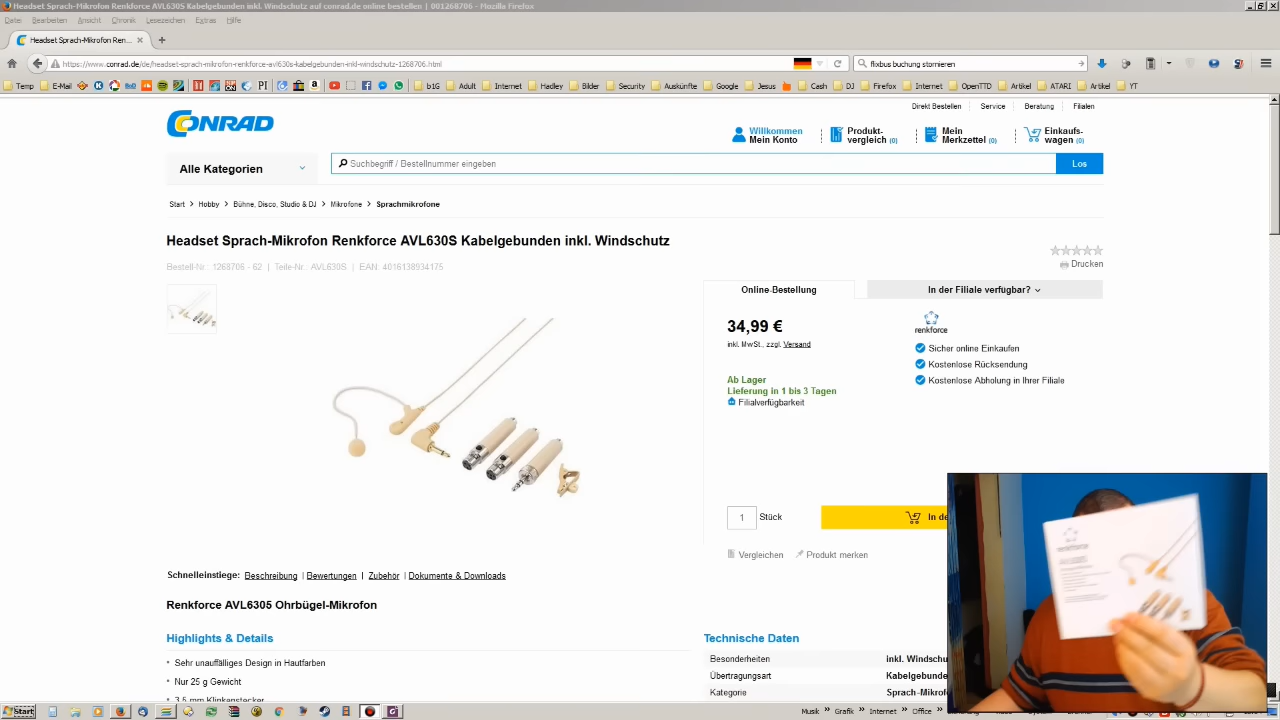 Headset Sprach-Mikrofon Renkforce AVL630S Kabelgebunden inkl. Windschutz auf conrad.de online bestellen | 001268706 - Mozilla Firefox
Datei Bearbeiten Ansicht Chronik Lesezeichen Extras Hilfe
Headset Sprach-Mikrofon Ren...
https://www.conrad.de/de/headset-sprach-mikrofon-renkforce-avl630s-kabelgebunden-inkl-windschutz-1268706.html
flixbus buchung stornieren
Temp E-Mail PI b1G Adult Internet Hadley Bilder Security Auskünfte Google Jesus Cash DJ Firefox Internet OpenTTD Artikel ATARI Artikel YT
Direkt Bestellen Service Beratung Filialen
CONRAD
Willkommen
Mein Konto
Produkt-
vergleich (0)
Mein
Merkzettel (0)
Einkaufs-
wagen (0)
Alle Kategorien
Suchbegriff / Bestellnummer eingeben
Los
Start > Hobby > Bühne, Disco, Studio & DJ > Mikrofone > Sprachmikrofone
Headset Sprach-Mikrofon Renkforce AVL630S Kabelgebunden inkl. Windschutz
Bestell-Nr.: 1268706 - 62 | Teile-Nr.: AVL630S | EAN: 4016138934175
Drucken
Online-Bestellung
In der Filiale verfügbar?
34,99 €
inkl. MwSt., zzgl. Versand
renkforce
Sicher online Einkaufen
Kostenlose Rücksendung
Kostenlose Abholung in Ihrer Filiale
Ab Lager
Lieferung in 1 bis 3 Tagen
Filialverfügbarkeit
1 Stück
In de
Vergleichen
Produkt merken
Schnelleinstiege: Beschreibung | Bewertungen | Zubehör | Dokumente & Downloads
Renkforce AVL6305 Ohrbügel-Mikrofon
Highlights & Details
Sehr unauffälliges Design in Hautfarben
Nur 25 g Gewicht
3,5 mm Klinkenstecker
Technische Daten
Besonderheiten inkl. Windschu
Übertragungsart Kabelgebunde
Kategorie Sprach-Mikrof
Start
Musik Grafik Internet Office